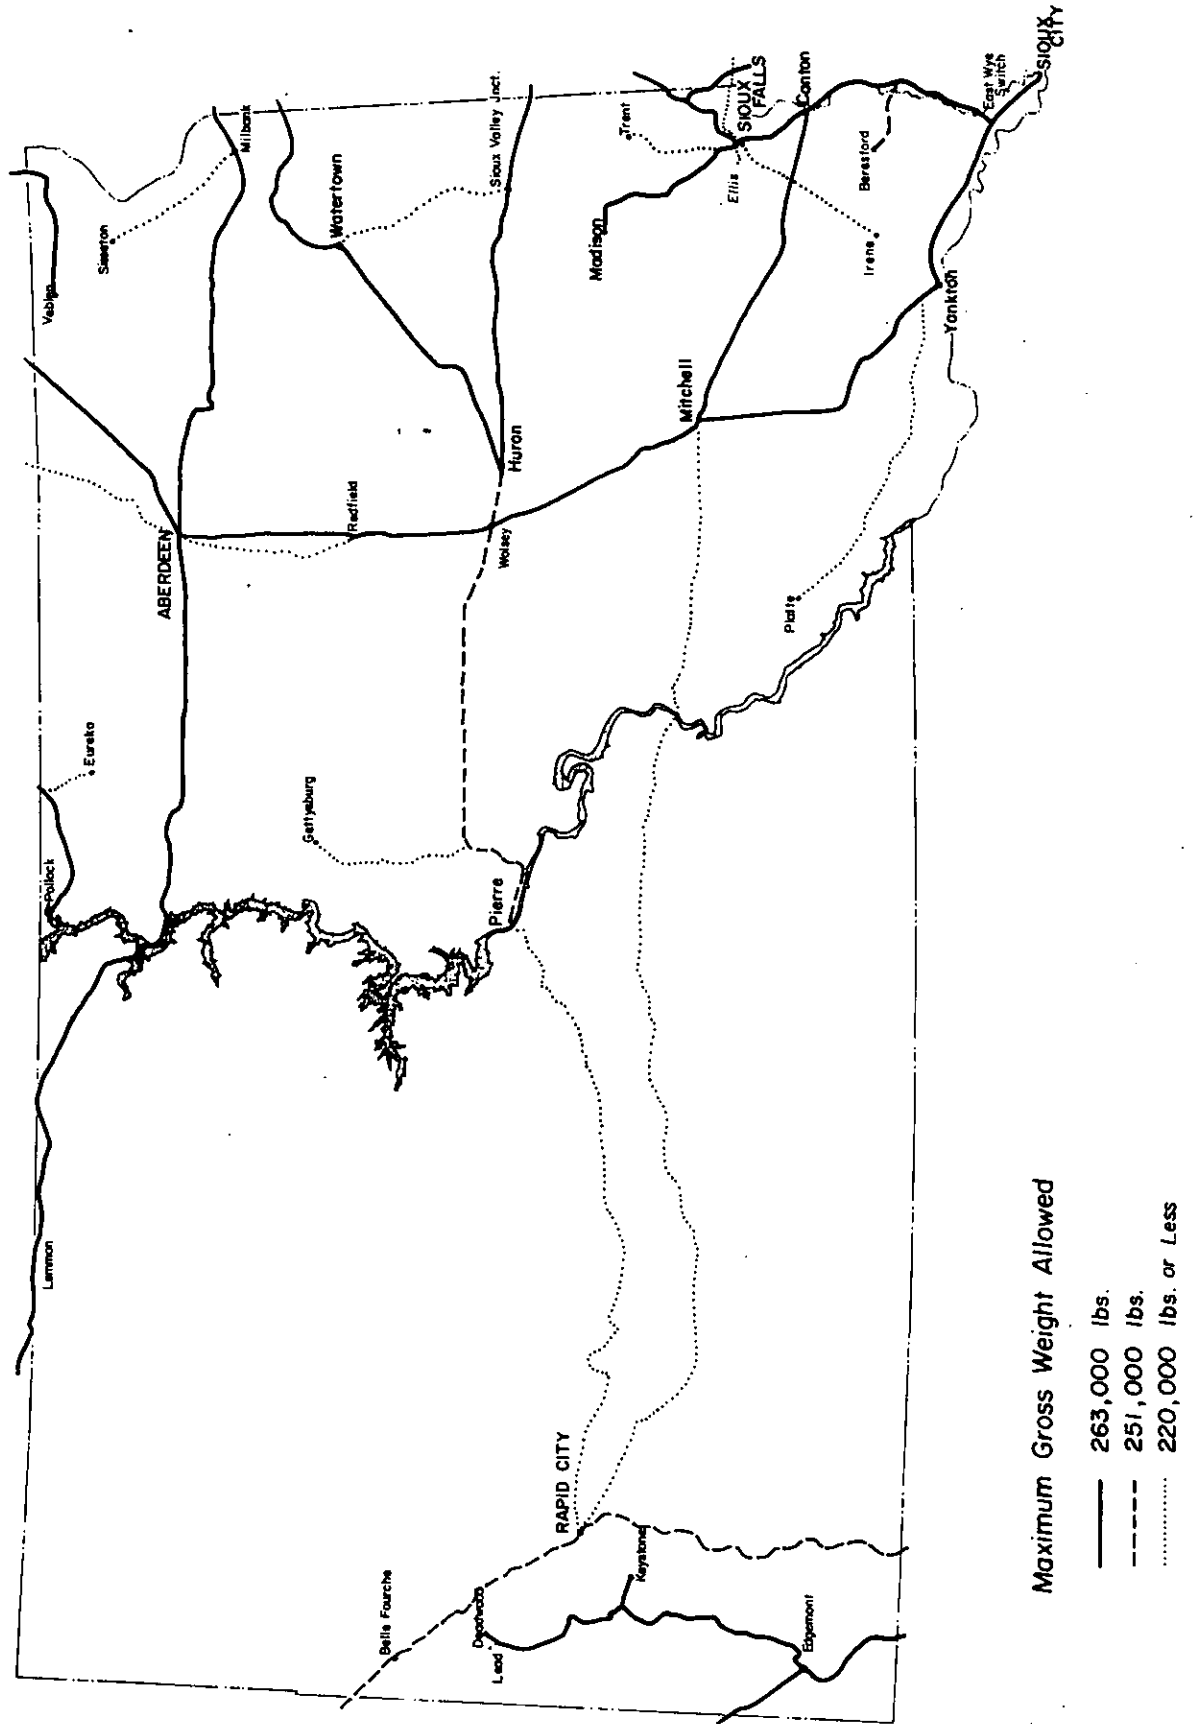 Lemmon
Pollock
Eureka
ABERDEEN
Veblen
Sisseton
Milbank
Gettysburg
Redfield
Watertown
Belle Fourche
Deadwood
Lead
RAPID CITY
Keystone
Edgemont
Pierre
Wolsey
Huron
Sioux Valley Jnct.
Mitchell
Madison
Trent
Ellis
SIOUX
FALLS
Canton
Platte
Irene
Beresford
Yankton
East Wye
Switch
SIOUX
CITY
Maximum Gross Weight Allowed
263,000 lbs.
251,000 lbs.
220,000 lbs. or Less